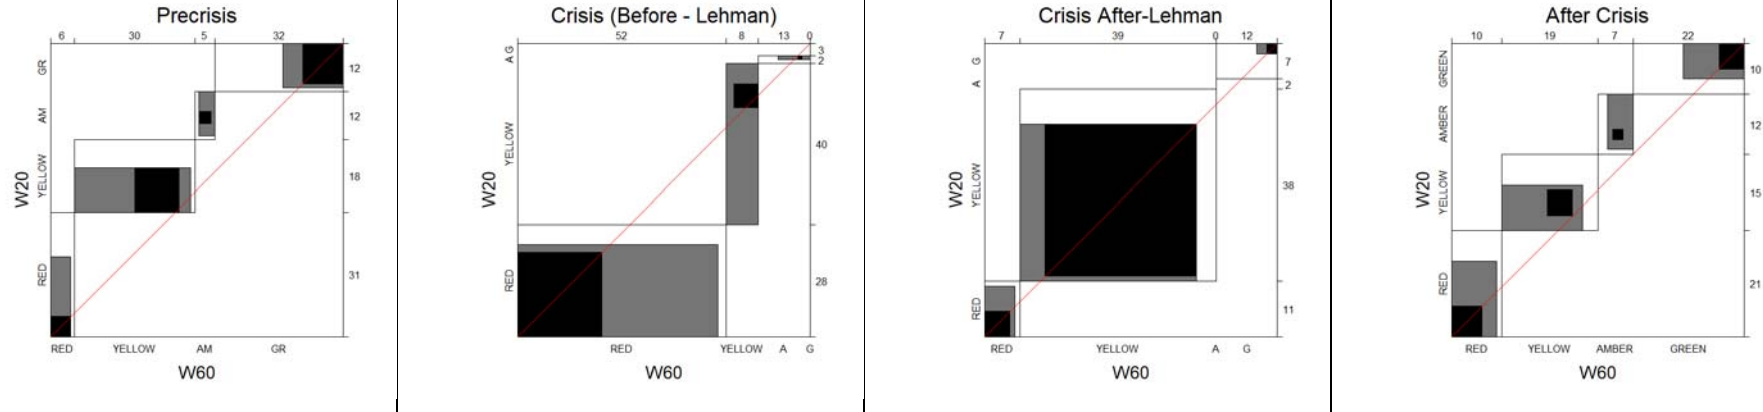 Precrisis
6 30 5 32
GR 12
AM 12
YELLOW 18
RED 31
W20
RED YELLOW AM GR
W60
Crisis (Before - Lehman)
52 8 13 0
A G 3
2
YELLOW 40
RED 28
W20
RED YELLOW A G
W60
Crisis After-Lehman
7 39 0 12
G 7
A 2
YELLOW 38
RED 11
W20
RED YELLOW A G
W60
After Crisis
10 19 7 22
GREEN 10
AMBER 12
YELLOW 15
RED 21
W20
RED YELLOW AMBER GREEN
W60